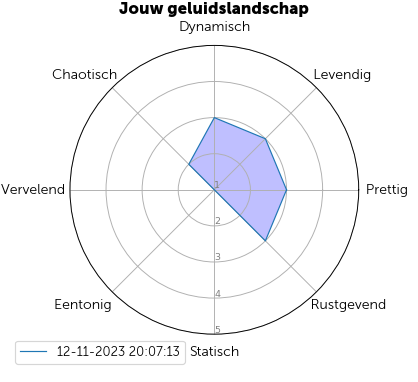 Jouw geluidslandschap
Dynamisch
Chaotisch
Levendig
Vervelend
Prettig
1
2
3
4
5
Eentonig
Rustgevend
12-11-2023 20:07:13
Statisch